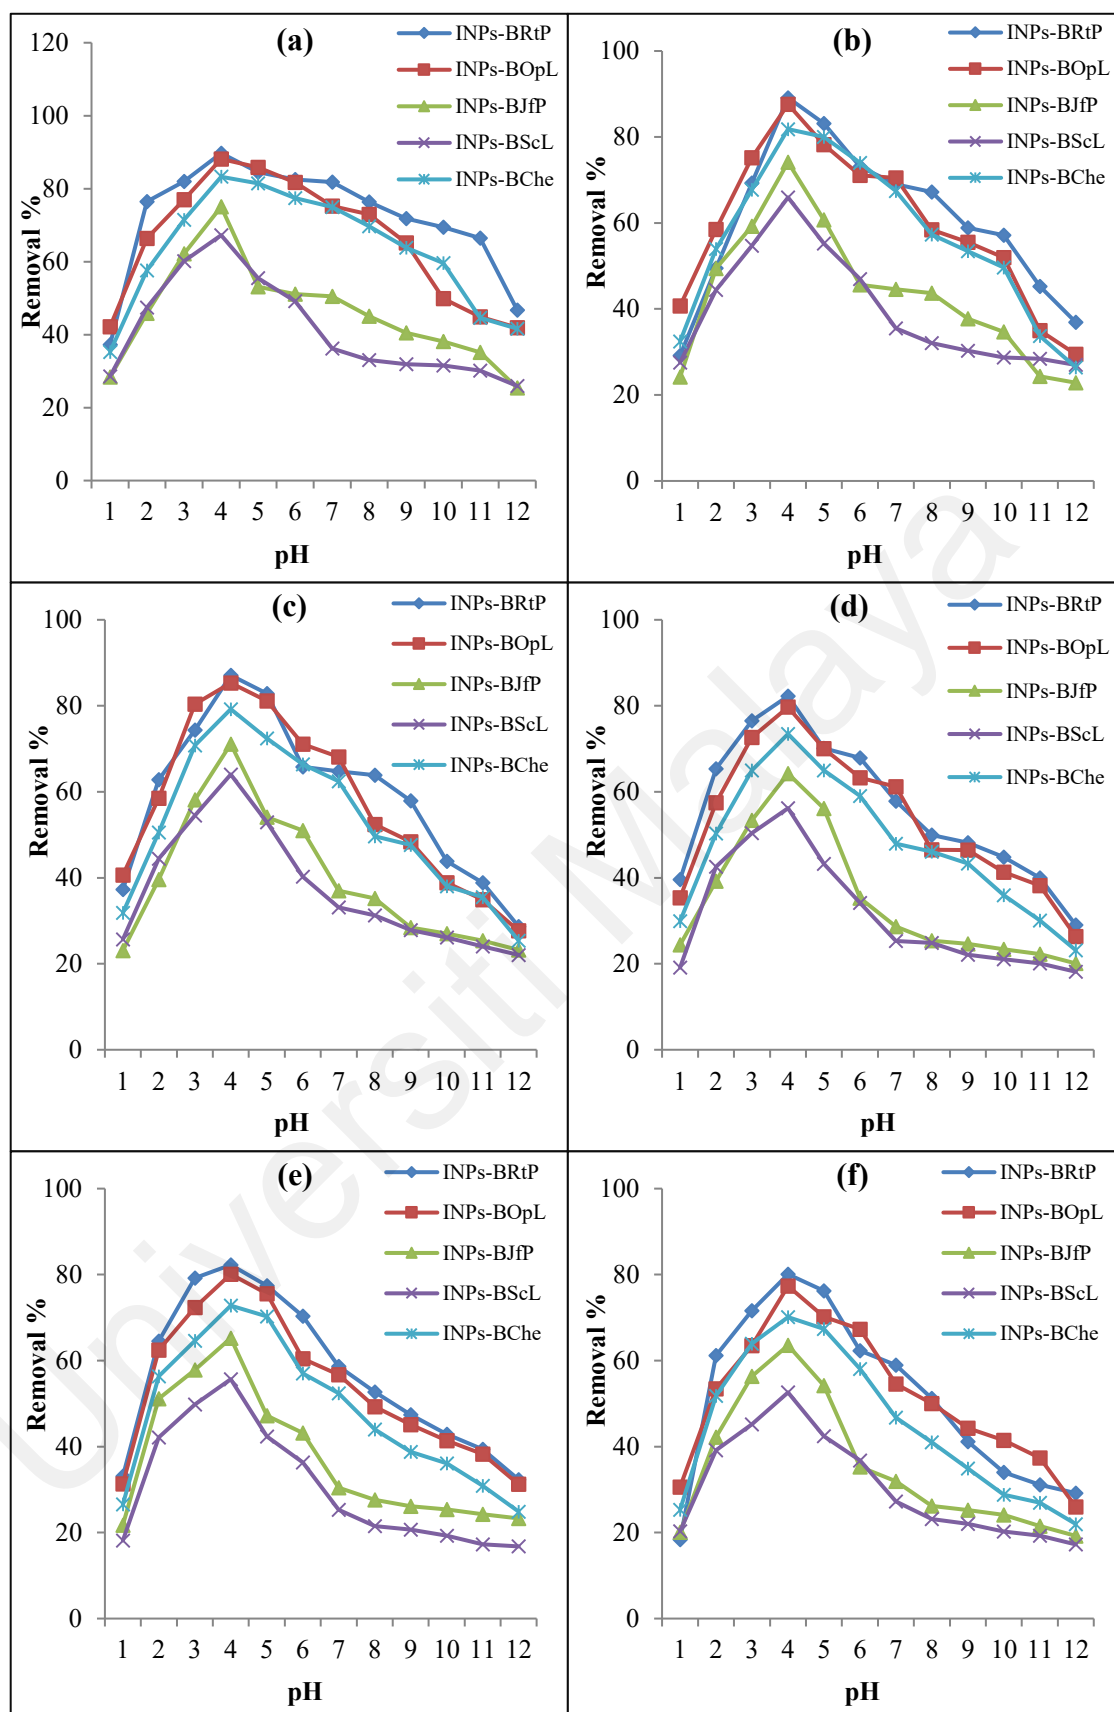 (a)
INPs-BRtP
INPs-BOpL
INPs-BJfP
INPs-BScL
INPs-BChe
Removal %
120
100
80
60
40
20
0
1 2 3 4 5 6 7 8 9 10 11 12
pH
(b)
INPs-BRtP
INPs-BOpL
INPs-BJfP
INPs-BScL
INPs-BChe
Removal %
100
80
60
40
20
0
1 2 3 4 5 6 7 8 9 10 11 12
pH
(c)
INPs-BRtP
INPs-BOpL
INPs-BJfP
INPs-BScL
INPs-BChe
Removal %
100
80
60
40
20
0
1 2 3 4 5 6 7 8 9 10 11 12
pH
(d)
INPs-BRtP
INPs-BOpL
INPs-BJfP
INPs-BScL
INPs-BChe
Removal %
100
80
60
40
20
0
1 2 3 4 5 6 7 8 9 10 11 12
pH
(e)
INPs-BRtP
INPs-BOpL
INPs-BJfP
INPs-BScL
INPs-BChe
Removal %
100
80
60
40
20
0
1 2 3 4 5 6 7 8 9 10 11 12
pH
(f)
INPs-BRtP
INPs-BOpL
INPs-BJfP
INPs-BScL
INPs-BChe
Removal %
100
80
60
40
20
0
1 2 3 4 5 6 7 8 9 10 11 12
pH
Universiti Malaya